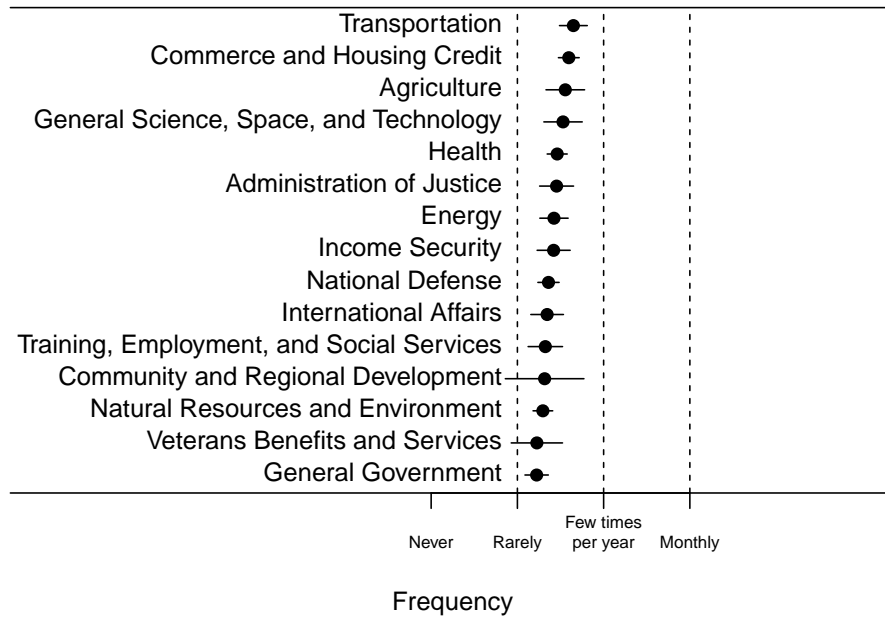 Transportation
Commerce and Housing Credit
Agriculture
General Science, Space, and Technology
Health
Administration of Justice
Energy
Income Security
National Defense
International Affairs
Training, Employment, and Social Services
Community and Regional Development
Natural Resources and Environment
Veterans Benefits and Services
General Government
Never
Rarely
Few times
per year
Monthly
Frequency